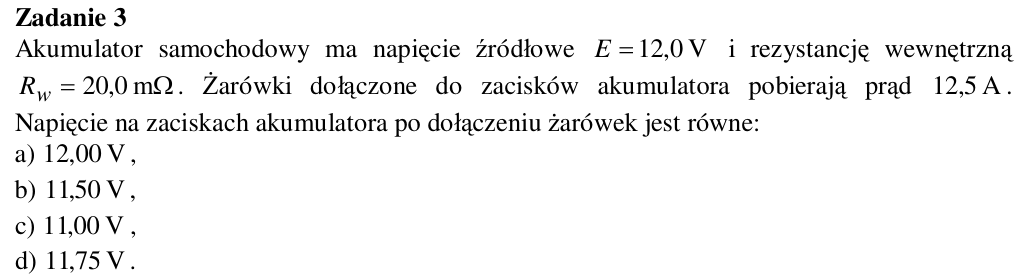 Zadanie 3
Akumulator samochodowy ma napięcie źródłowe E = 12,0 V i rezystancję wewnętrzną
R_W = 20,0 mΩ. Żarówki dołączone do zacisków akumulatora pobierają prąd 12,5 A.
Napięcie na zaciskach akumulatora po dołączeniu żarówek jest równe:
a) 12,00 V,
b) 11,50 V,
c) 11,00 V,
d) 11,75 V.